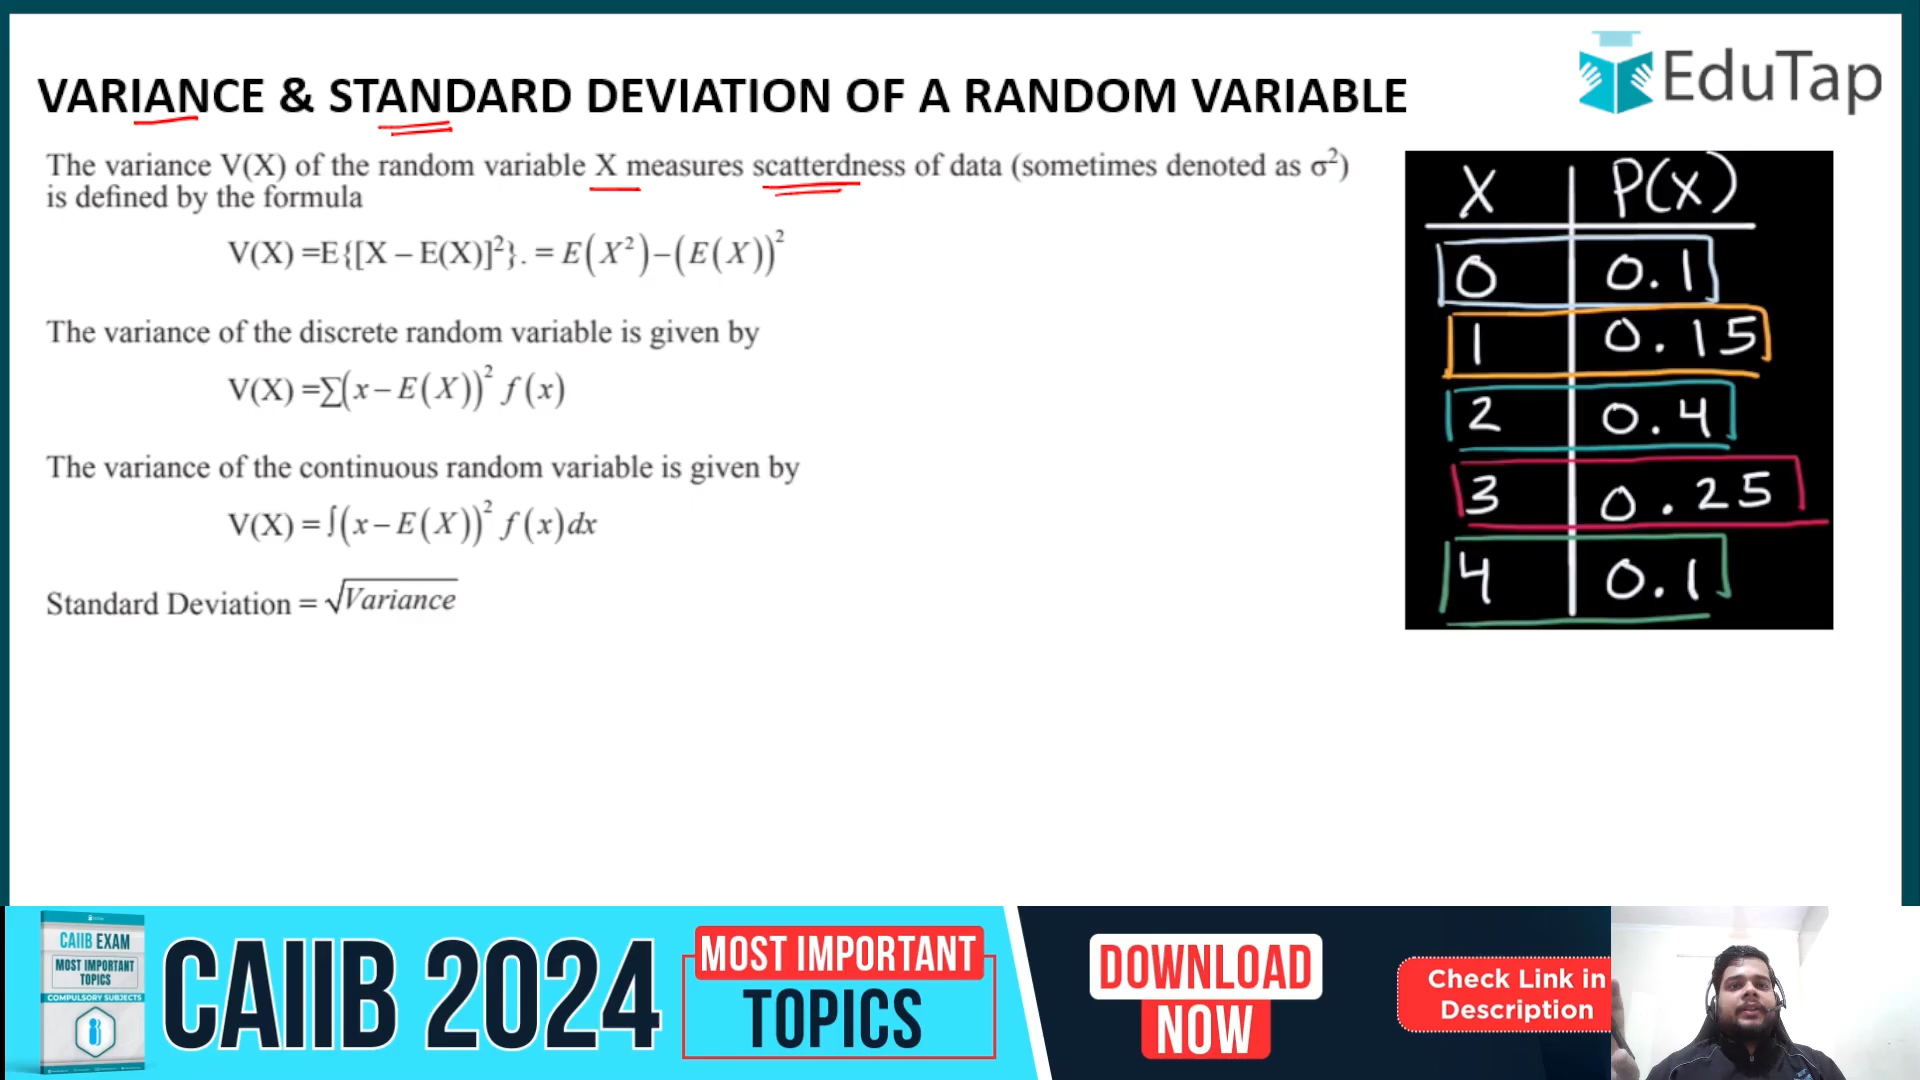 VARIANCE & STANDARD DEVIATION OF A RANDOM VARIABLE
EduTap
The variance V(X) of the random variable X measures scatterdness of data (sometimes denoted as σ²)
is defined by the formula
V(X) =E{[X – E(X)]²}. = E(X²)–(E(X))²
The variance of the discrete random variable is given by
V(X) =∑(x– E(X))² f(x)
The variance of the continuous random variable is given by
V(X) = ∫(x– E(X))² f(x)dx
Standard Deviation = √Variance
X P(X)
0 0.1
1 0.15
2 0.4
3 0.25
4 0.1
CAIIB EXAM
MOST IMPORTANT
TOPICS
COMPULSORY SUBJECTS
CAIIB 2024
MOST IMPORTANT
TOPICS
DOWNLOAD
NOW
Check Link in
Description